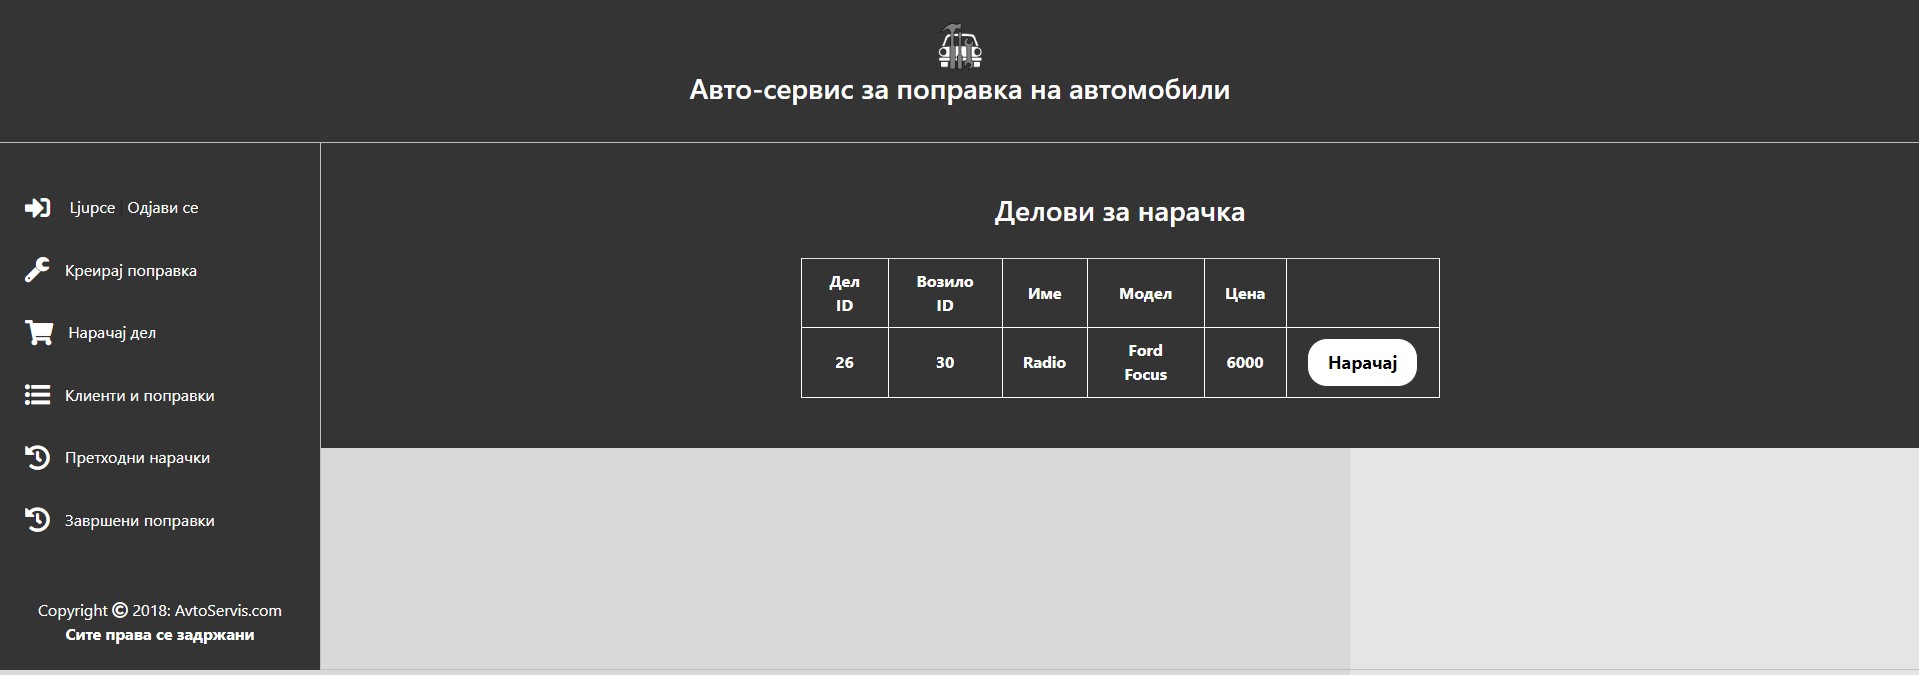 Авто-сервис за поправка на автомобили
Ljupce | Одјави се
Креирај поправка
Нарачај дел
Клиенти и поправки
Претходни нарачки
Завршени поправки
Copyright © 2018: AvtoServis.com
Сите права се задржани
Делови за нарачка
Дел ID Возило ID Име Модел Цена
26 30 Radio Ford Focus 6000 Нарачај